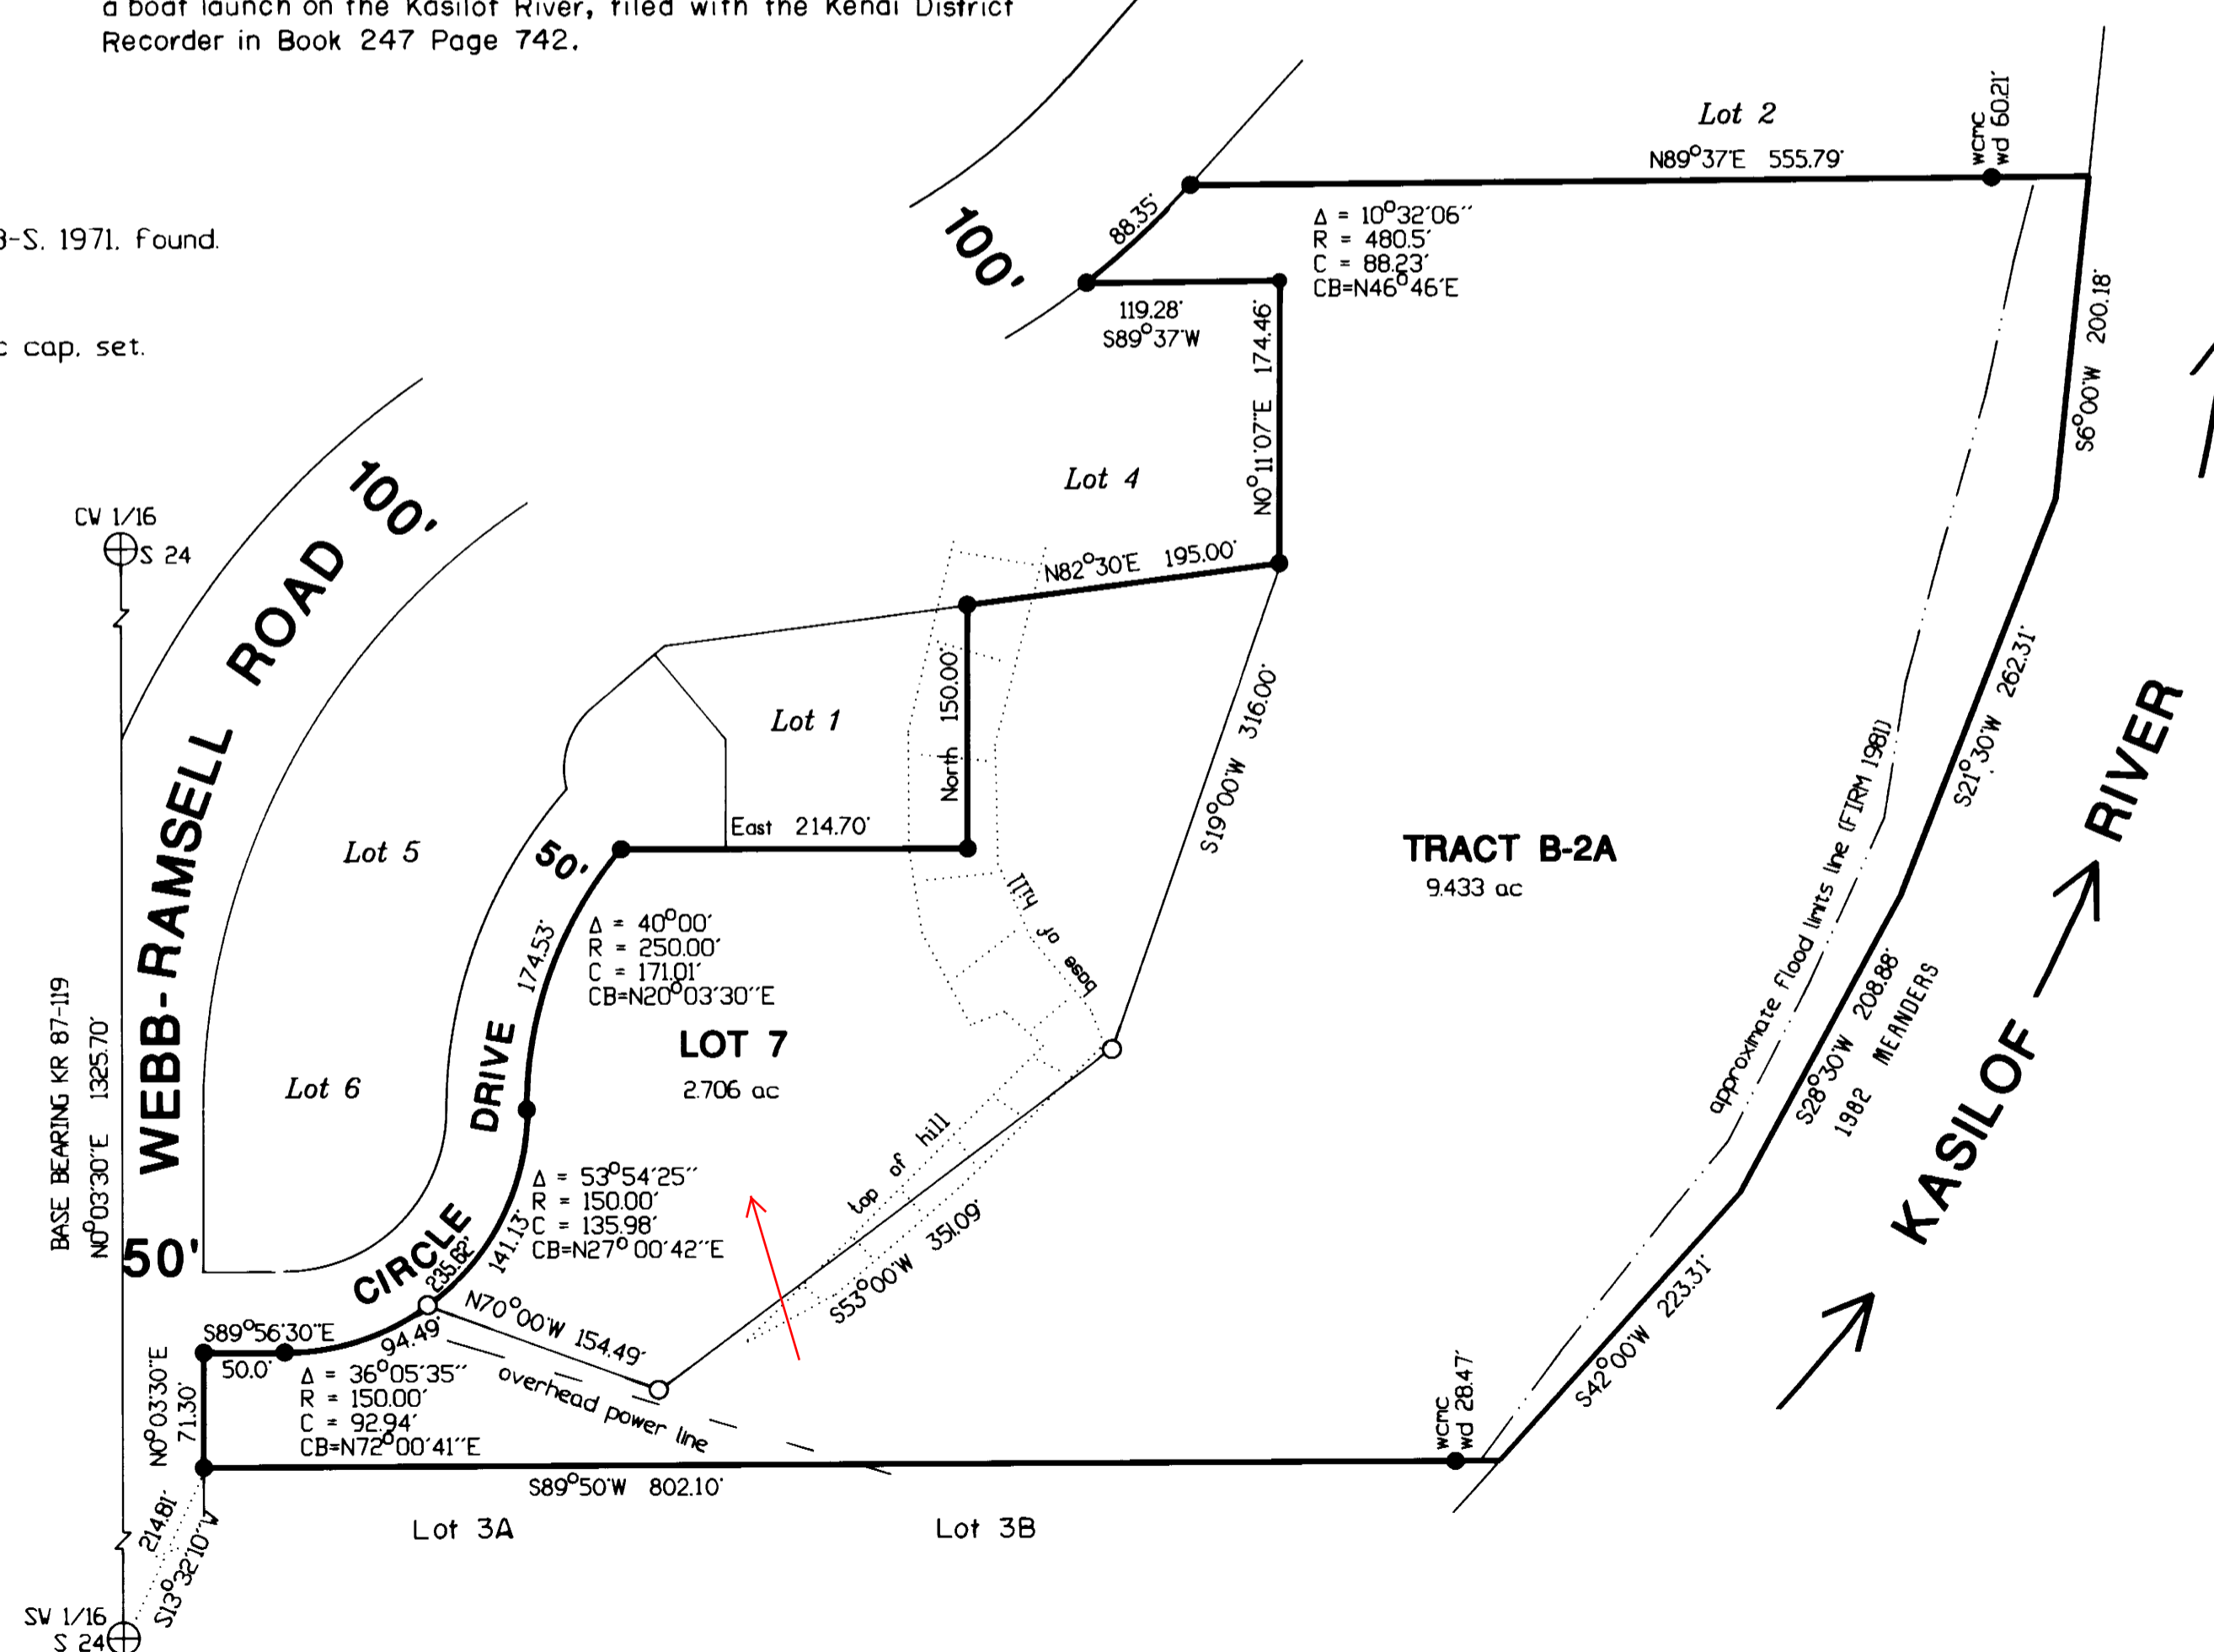 a boat launch on the Kasilof River, filed with the Kenai District
Recorder in Book 247 Page 742.
B-S. 1971. Found.
c cap. set.
Lot 2
N89°37'E 555.79'
wcmc
wd 60.21'
100'
88.35'
Δ = 10°32'06"
R = 480.5'
C = 88.23'
CB=N46°46'E
119.28'
S89°37'W
N0°11'07"E 174.46'
S6°00'W 200.18'
100'
Lot 4
CW 1/16
S 24
N82°30'E 195.00'
WEBB-RAMSELL ROAD
Lot 1
North 150.00'
S19°00'W 316.00'
S21°30'W 262.31'
East 214.70'
Lot 5
50'
TRACT B-2A
9.433 ac
approximate flood limits line (FIRM 1981)
KASILOF RIVER
base of hill
174.53'
Δ = 40°00'
R = 250.00'
C = 171.01'
CB=N20°03'30"E
S28°30'W 208.88'
1982 MEANDERS
BASE BEARING KR 87-119
N0°03'30"E 1325.70'
LOT 7
2.706 ac
Lot 6
CIRCLE DRIVE
top of hill
Δ = 53°54'25"
R = 150.00'
C = 135.98'
CB=N27°00'42"E
141.13'
235.62'
50'
S53°00'W 351.09'
N70°00'W 154.49'
S89°56'30"E
50.0'
94.49'
overhead power line
N0°03'30"E
71.30'
Δ = 36°05'35"
R = 150.00'
C = 92.94'
CB=N72°00'41"E
S42°00'W 223.31'
wcmc
wd 28.47'
S89°50'W 802.10'
Lot 3A
Lot 3B
214.81'
S13°32'10"W
SW 1/16
S 24